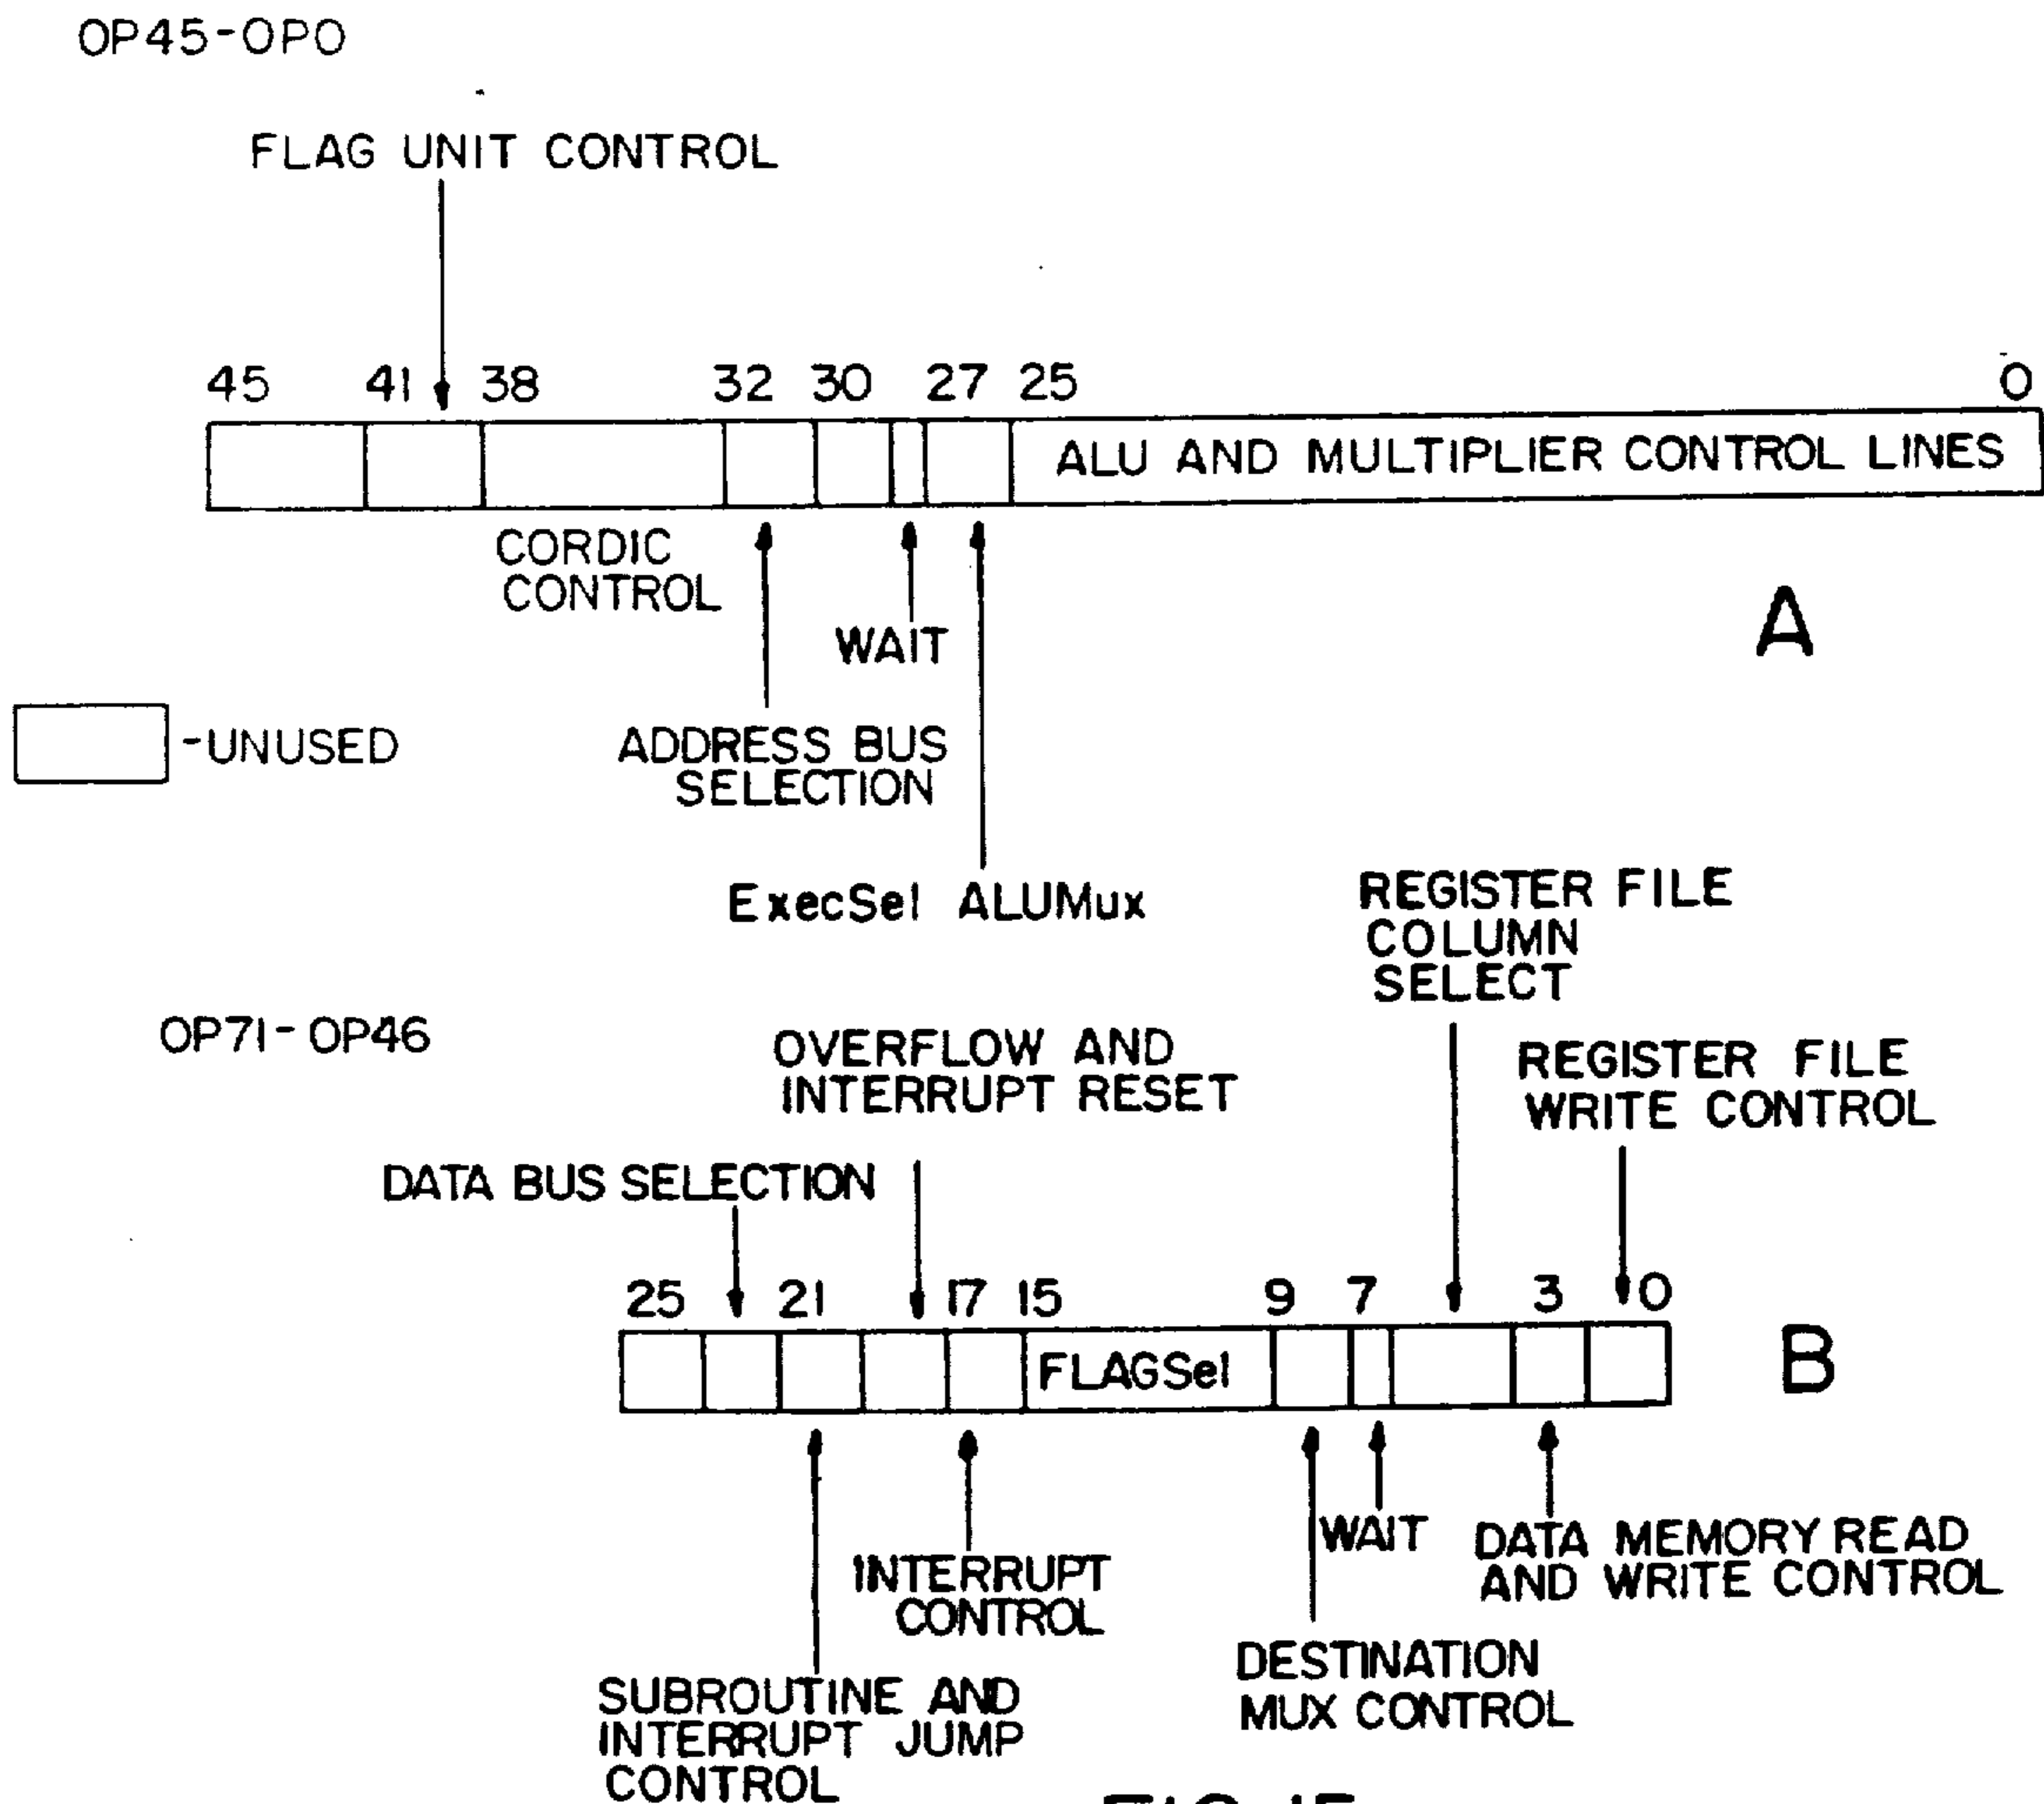 OP45-OP0
FLAG UNIT CONTROL
45 41 38 32 30 27 25 0
ALU AND MULTIPLIER CONTROL LINES
CORDIC
CONTROL
WAIT
A
-UNUSED
ADDRESS BUS
SELECTION
ExecSel ALUMux
REGISTER FILE
COLUMN
SELECT
OP71-OP46
OVERFLOW AND
INTERRUPT RESET
REGISTER FILE
WRITE CONTROL
DATA BUS SELECTION
25 21 17 15 9 7 3 0
FLAGSel
B
WAIT
DATA MEMORY READ
AND WRITE CONTROL
INTERRUPT
CONTROL
DESTINATION
MUX CONTROL
SUBROUTINE AND
INTERRUPT JUMP
CONTROL